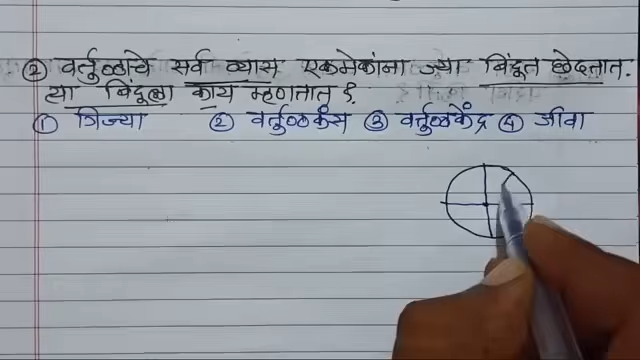 ② वर्तुळाचे सर्व व्यास एकमेकांना ज्या बिंदूत छेदतात.
त्या बिंदूला काय म्हणतात ?
① त्रिज्या ② वर्तुळकंस ③ वर्तुळकेंद्र ④ जीवा